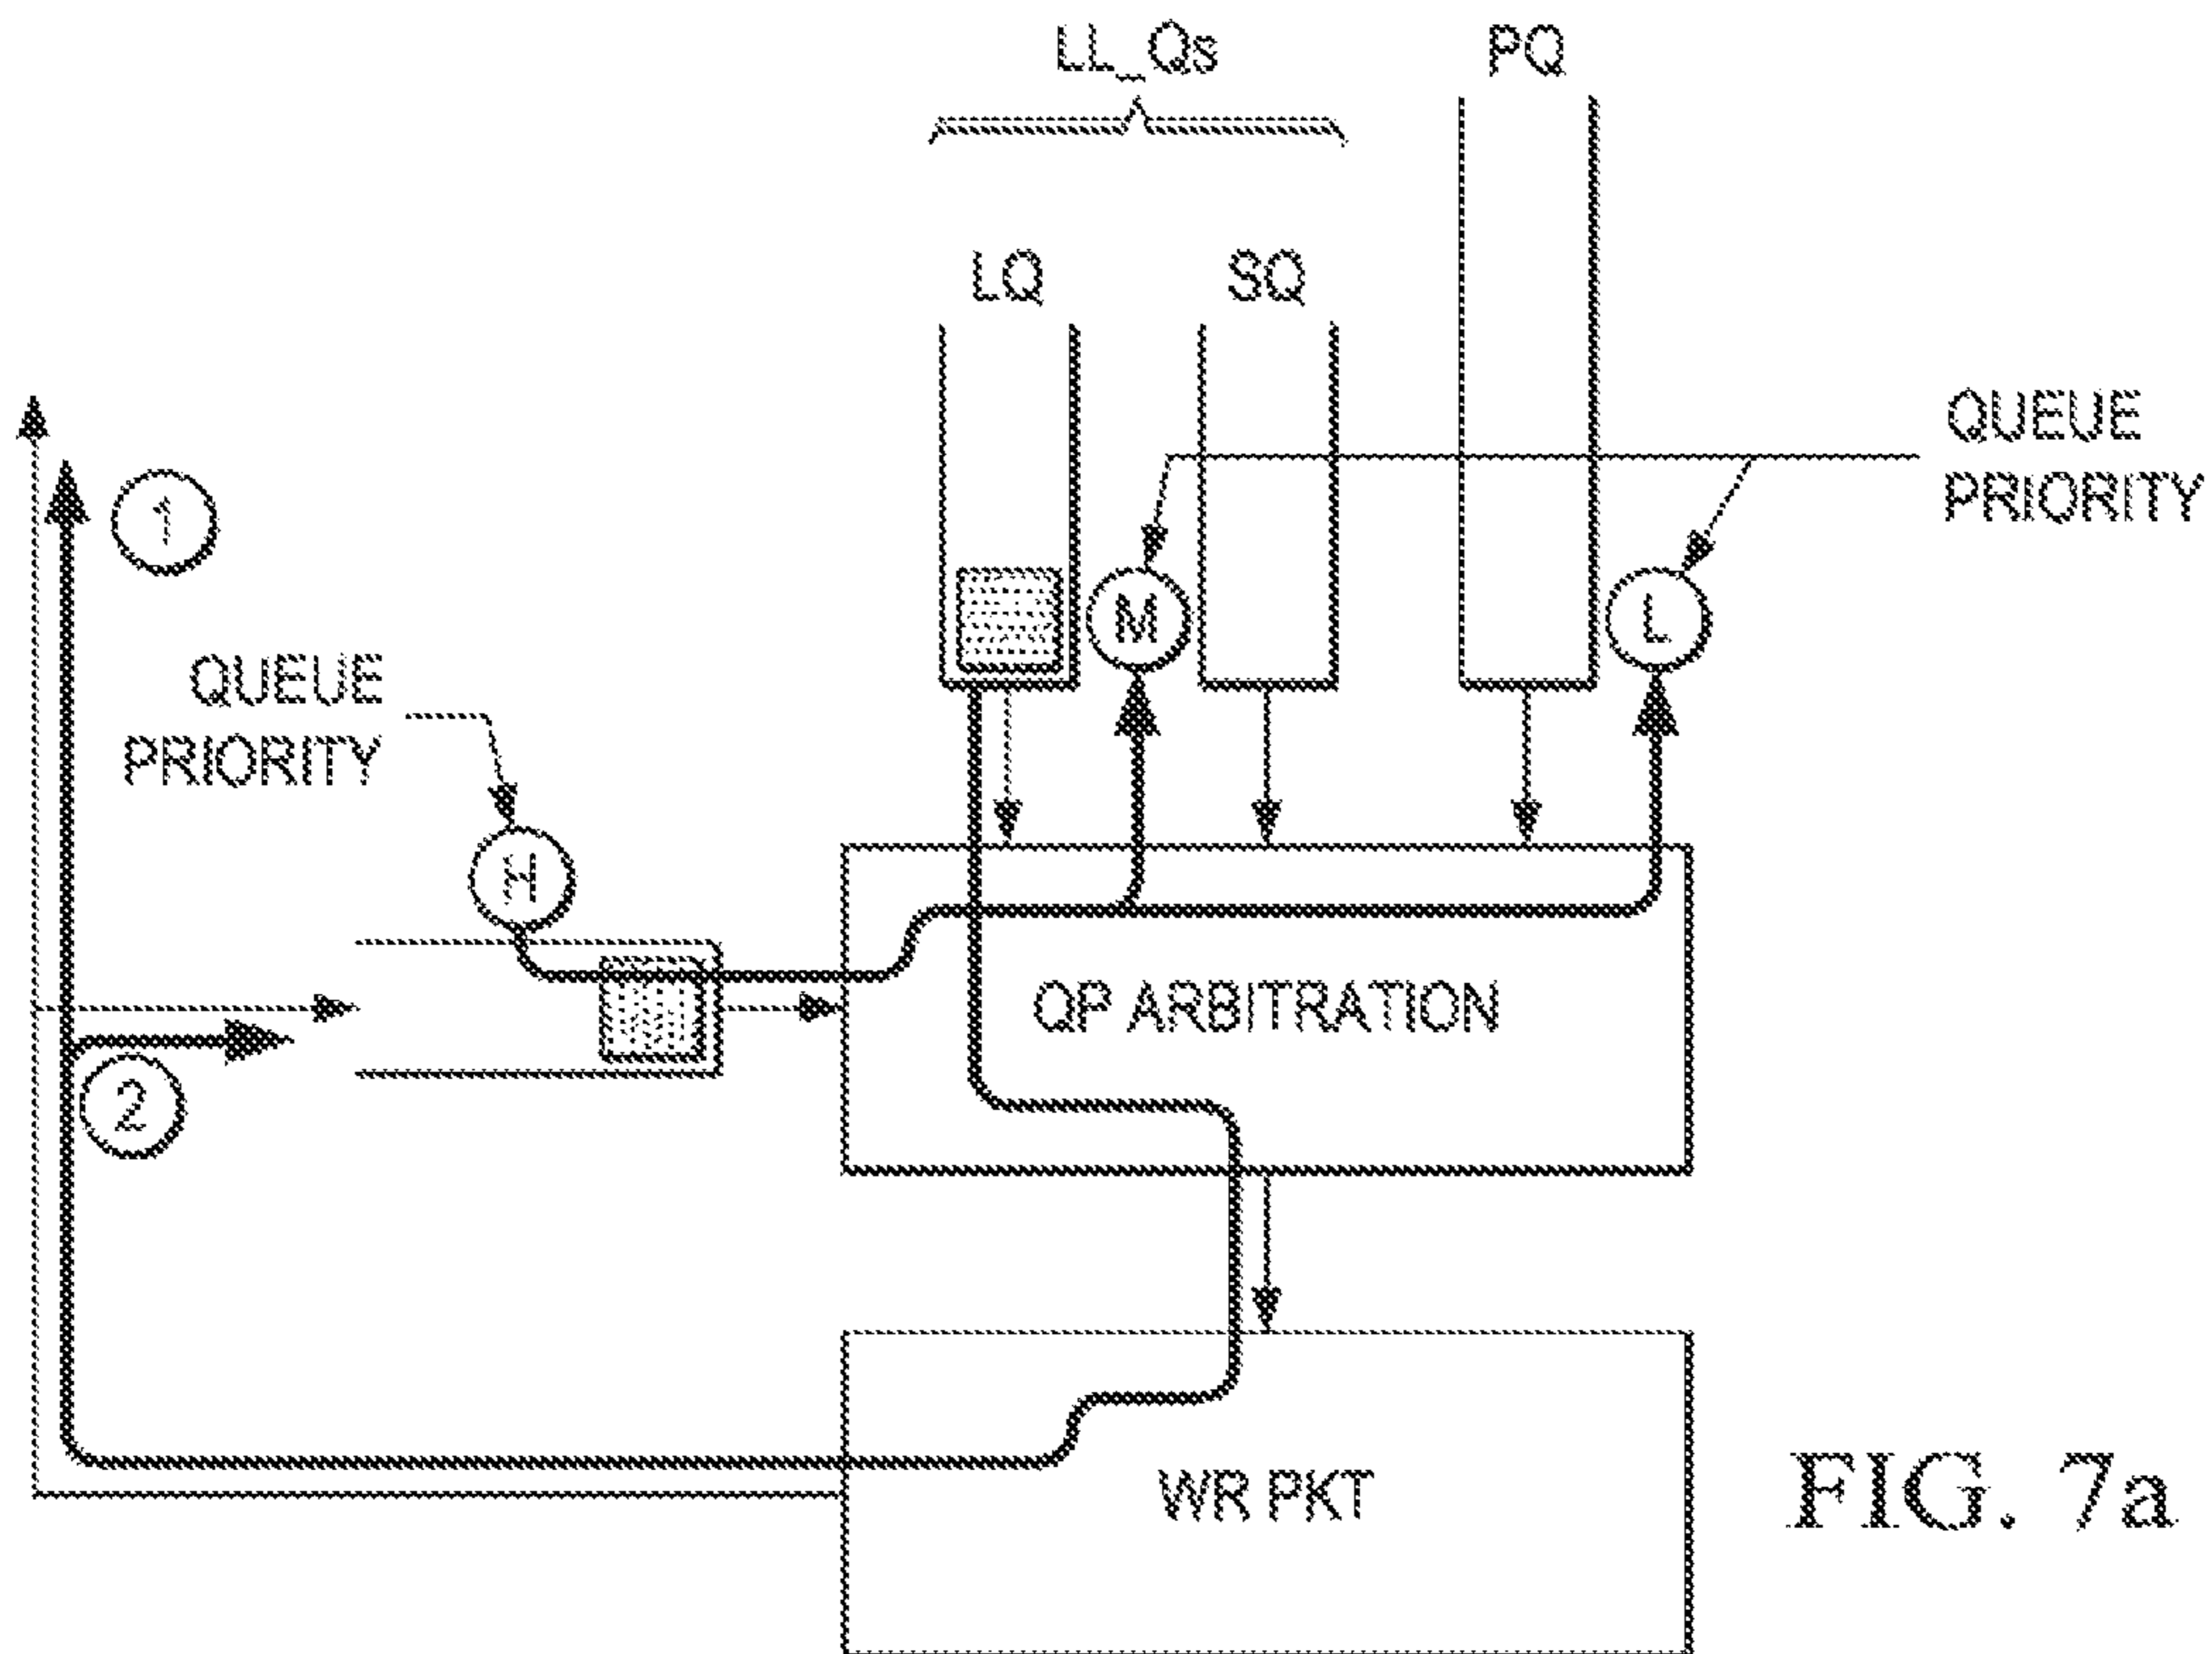 LL_Qs
PQ
LQ
SQ
QUEUE
PRIORITY
1
M
L
QUEUE
PRIORITY
H
QP ARBITRATION
2
WR PKT
FIG. 7a